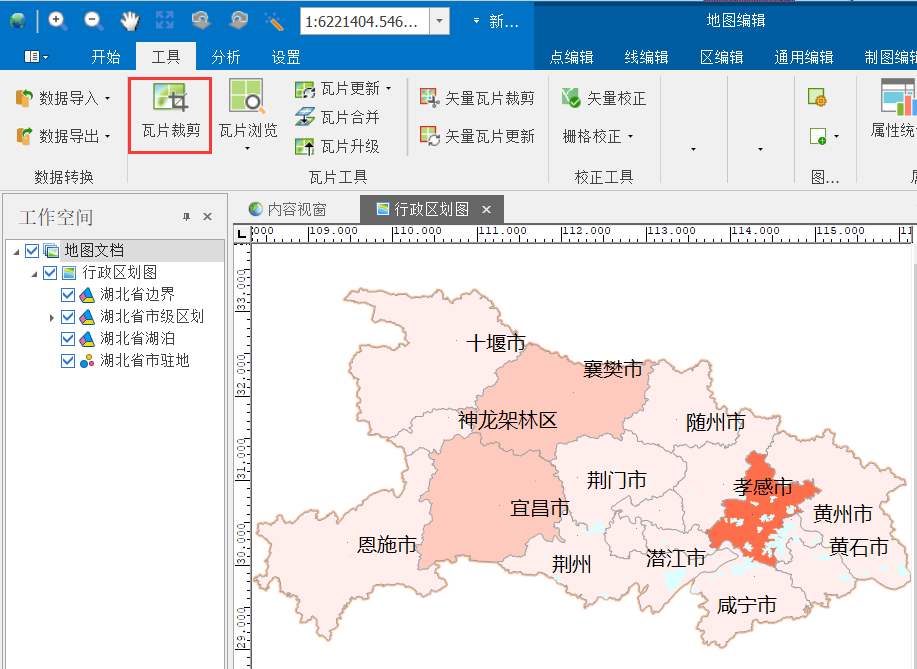 1:6221404.546...
新...
地图编辑
开始 工具 分析 设置 点编辑 线编辑 区编辑 通用编辑 制图编辑
数据导入
数据导出
数据转换
瓦片裁剪
瓦片浏览
瓦片更新
瓦片合并
瓦片升级
瓦片工具
矢量瓦片裁剪
矢量瓦片更新
矢量校正
栅格校正
校正工具
图...
属性统
工作空间
地图文档
行政区划图
湖北省边界
湖北省市级区划
湖北省湖泊
湖北省市驻地
内容视窗 行政区划图
000 109.000 110.000 111.000 112.000 113.000 114.000 115.000 11
33.000
32.000
31.000
30.000
29.000
十堰市
襄樊市
神龙架林区
随州市
荆门市
孝感市
宜昌市
黄州市
恩施市
黄石市
荆州
潜江市
咸宁市